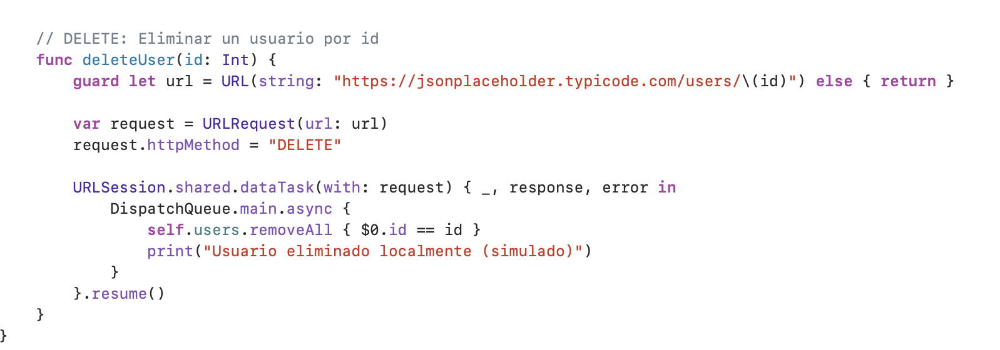 // DELETE: Eliminar un usuario por id
func deleteUser(id: Int) {
guard let url = URL(string: "https://jsonplaceholder.typicode.com/users/\(id)") else { return }
var request = URLRequest(url: url)
request.httpMethod = "DELETE"
URLSession.shared.dataTask(with: request) { _, response, error in
DispatchQueue.main.async {
self.users.removeAll { $0.id == id }
print("Usuario eliminado localmente (simulado)")
}
}.resume()
}
}